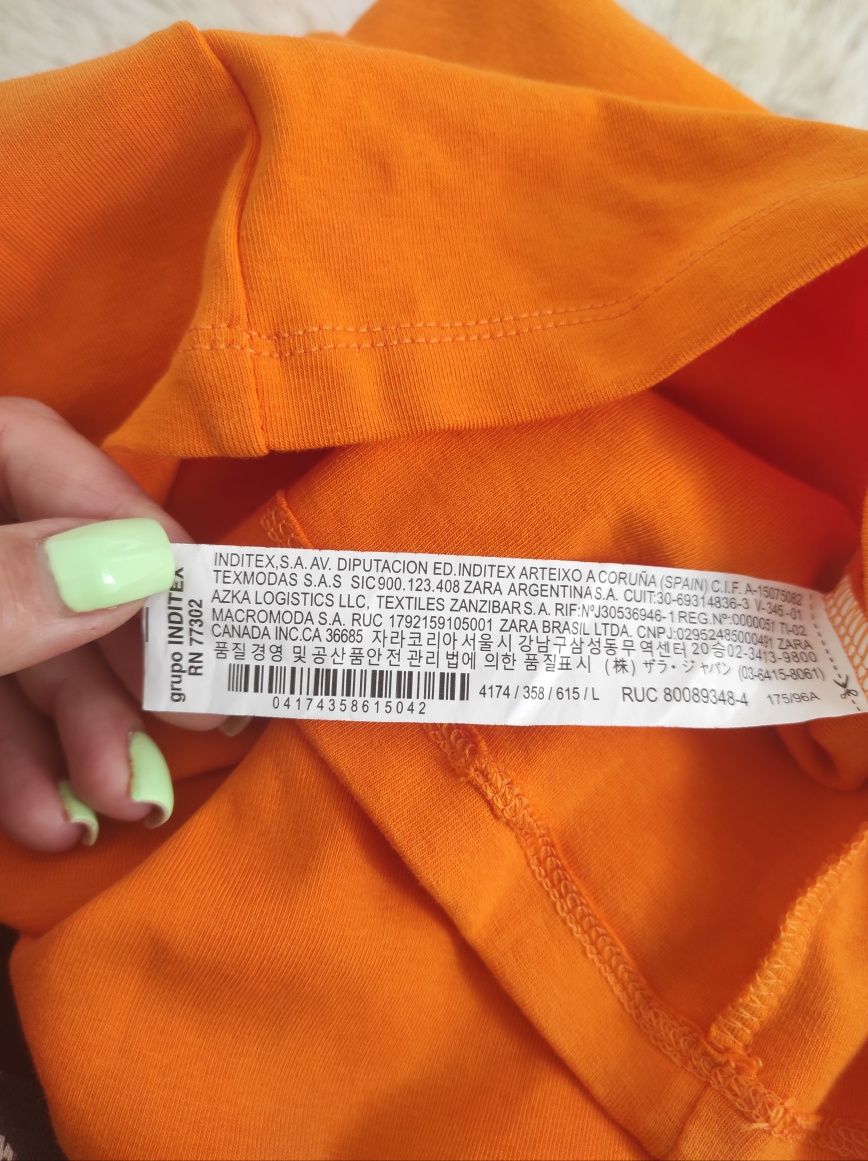 grupo INDITEX
RN 77302
INDITEX,S.A. AV. DIPUTACION ED.INDITEX ARTEIXO A CORUÑA (SPAIN) C.I.F. A-15075062
TEXMODAS S.A.S SIC900.123.408 ZARA ARGENTINA S.A. CUIT:30-69314836-3 V-345-01
AZKA LOGISTICS LLC, TEXTILES ZANZIBAR S.A. RIF:NºJ30536946-1 REG.Nº:0000051 TI-02
MACROMODA S.A. RUC 1792159105001 ZARA BRASIL LTDA. CNPJ:02952485000491 ZARA
CANADA INC.CA 36685 자라코리아 서울시 강남구 삼성동 무역센터 20층 02-3413-9800
품질 경영 및 공산품안전 관리 법에 의한 품질표시 (株) ザラ・ジャパン (03-6415-8061)
04174358615042
4174 / 358 / 615 / L RUC 80089348-4 175/96A